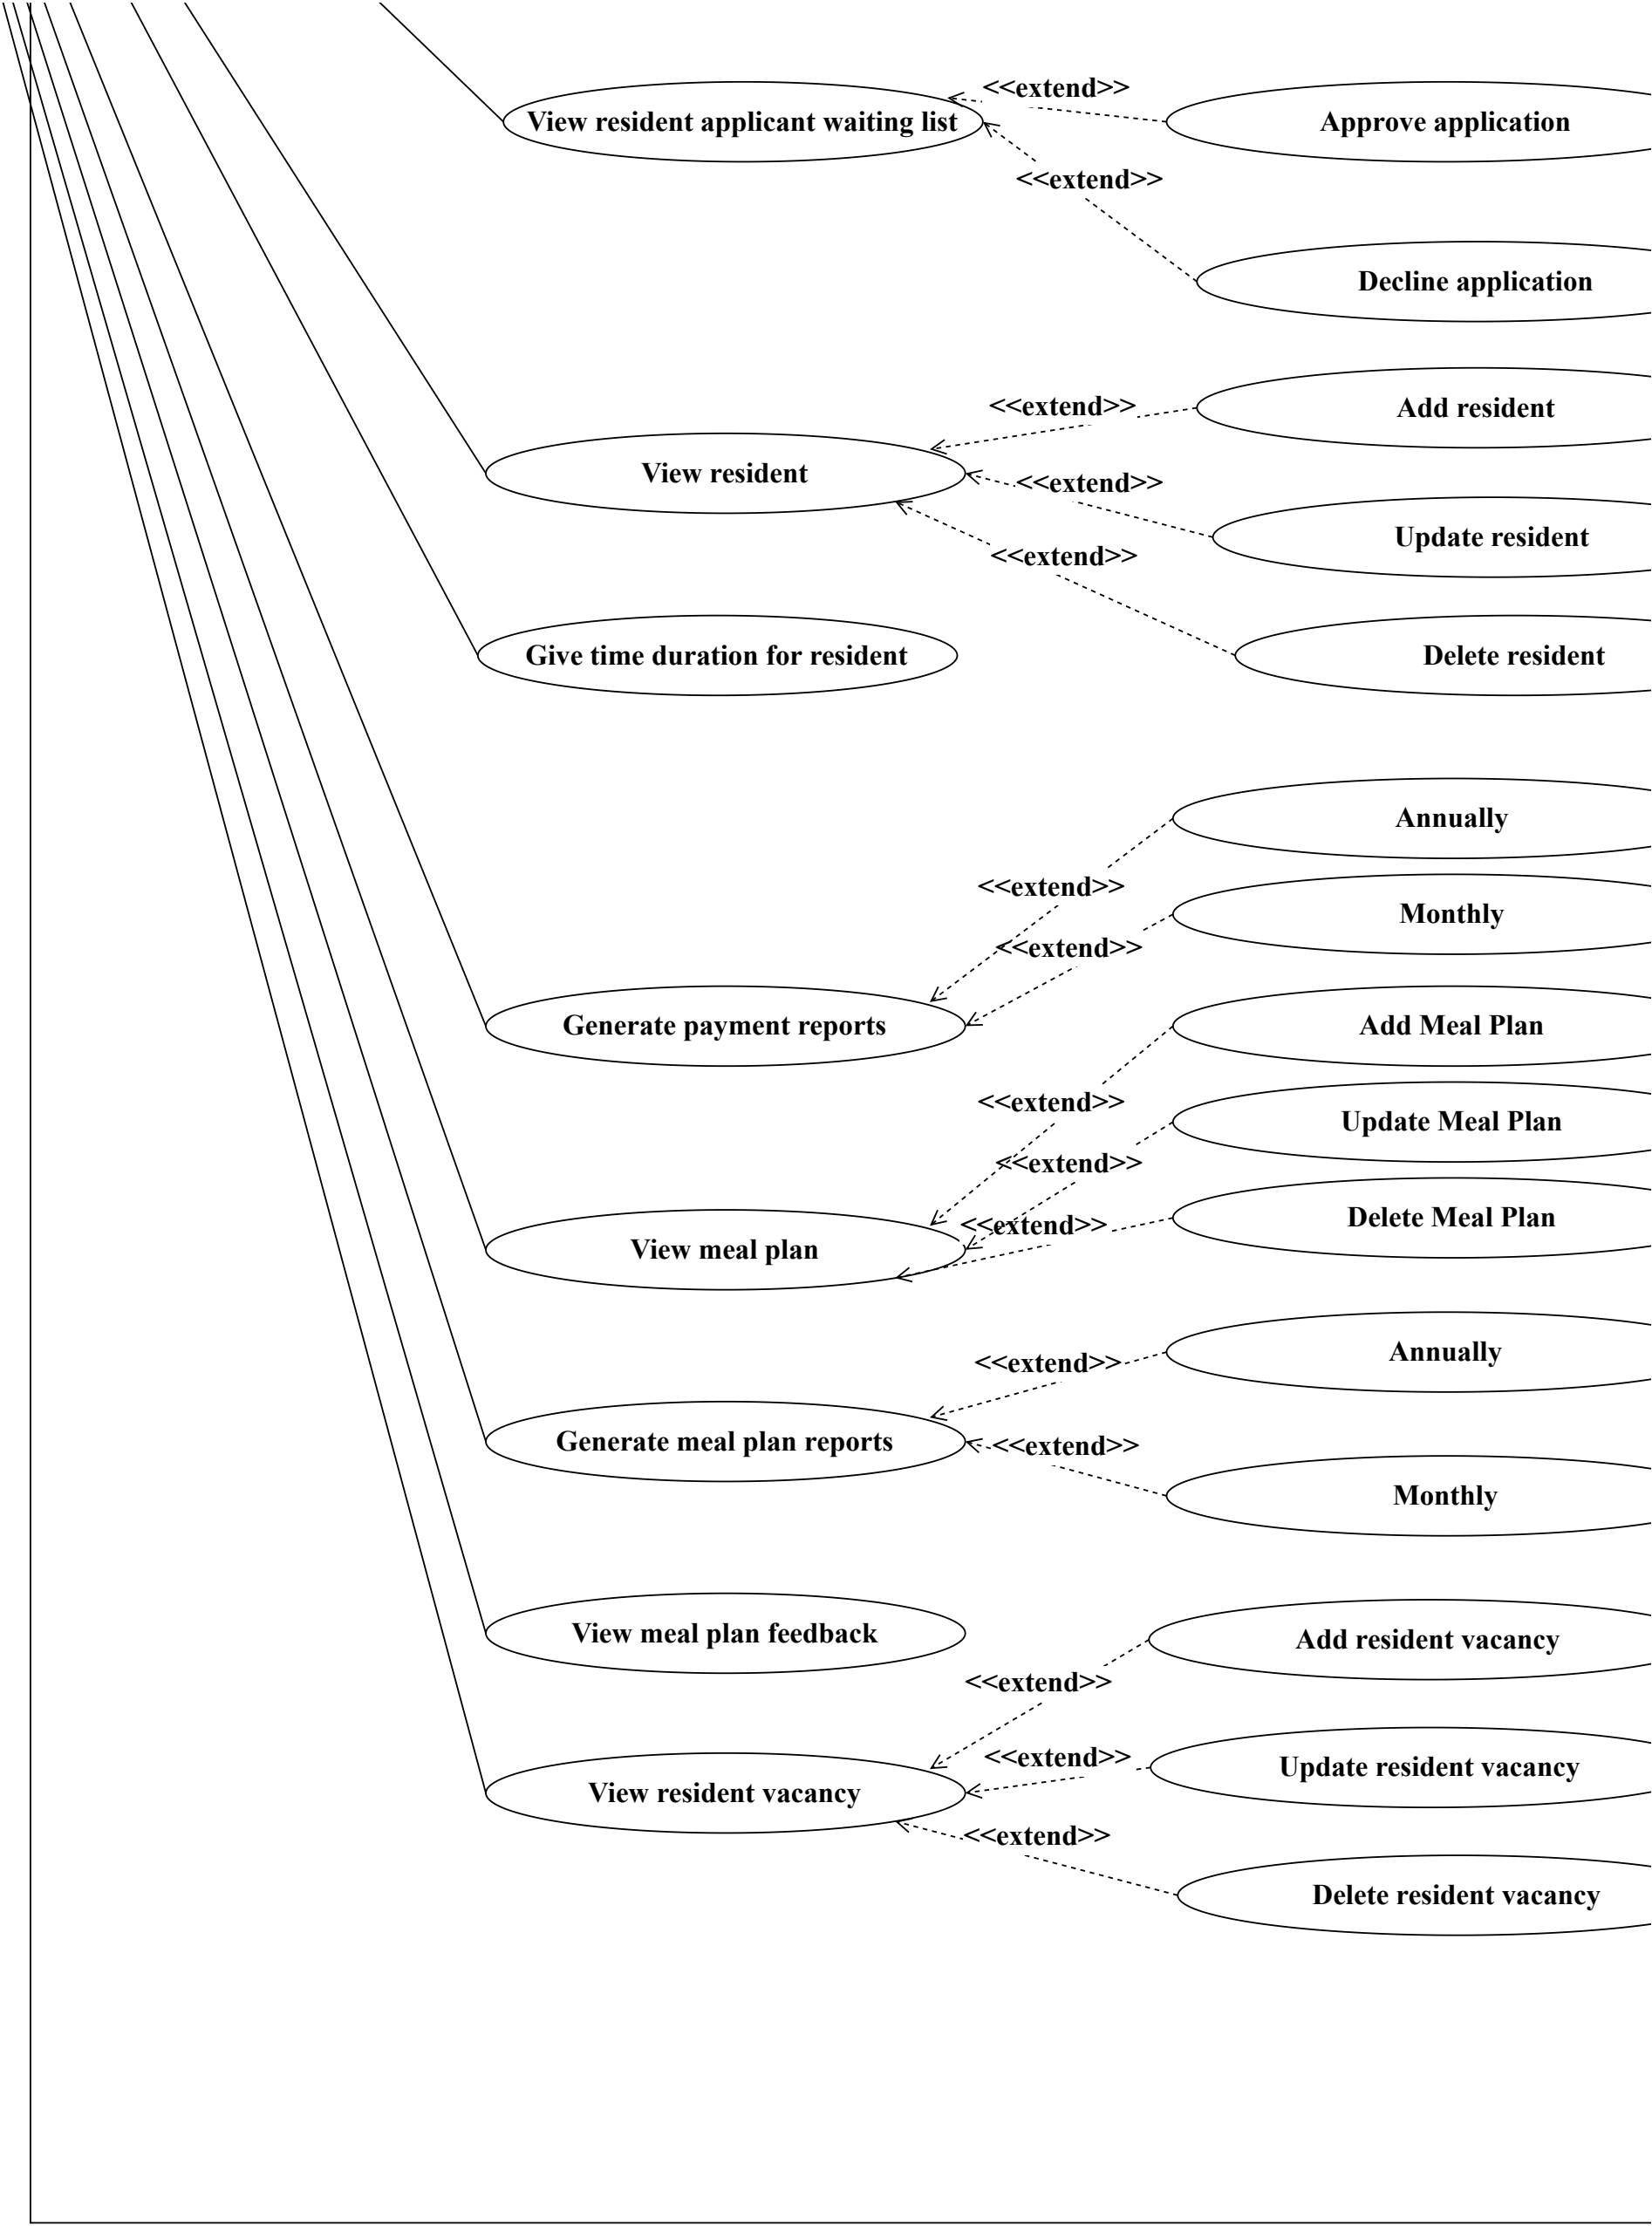 <<extend>>
View resident applicant waiting list
Approve application
<<extend>>
Decline application
<<extend>>
Add resident
View resident
<<extend>>
Update resident
<<extend>>
Give time duration for resident
Delete resident
Annually
<<extend>>
Monthly
<<extend>>
Generate payment reports
Add Meal Plan
<<extend>>
Update Meal Plan
<<extend>>
Delete Meal Plan
<<extend>>
View meal plan
Annually
<<extend>>
Generate meal plan reports
<<extend>>
Monthly
View meal plan feedback
Add resident vacancy
<<extend>>
<<extend>>
Update resident vacancy
View resident vacancy
<<extend>>
Delete resident vacancy